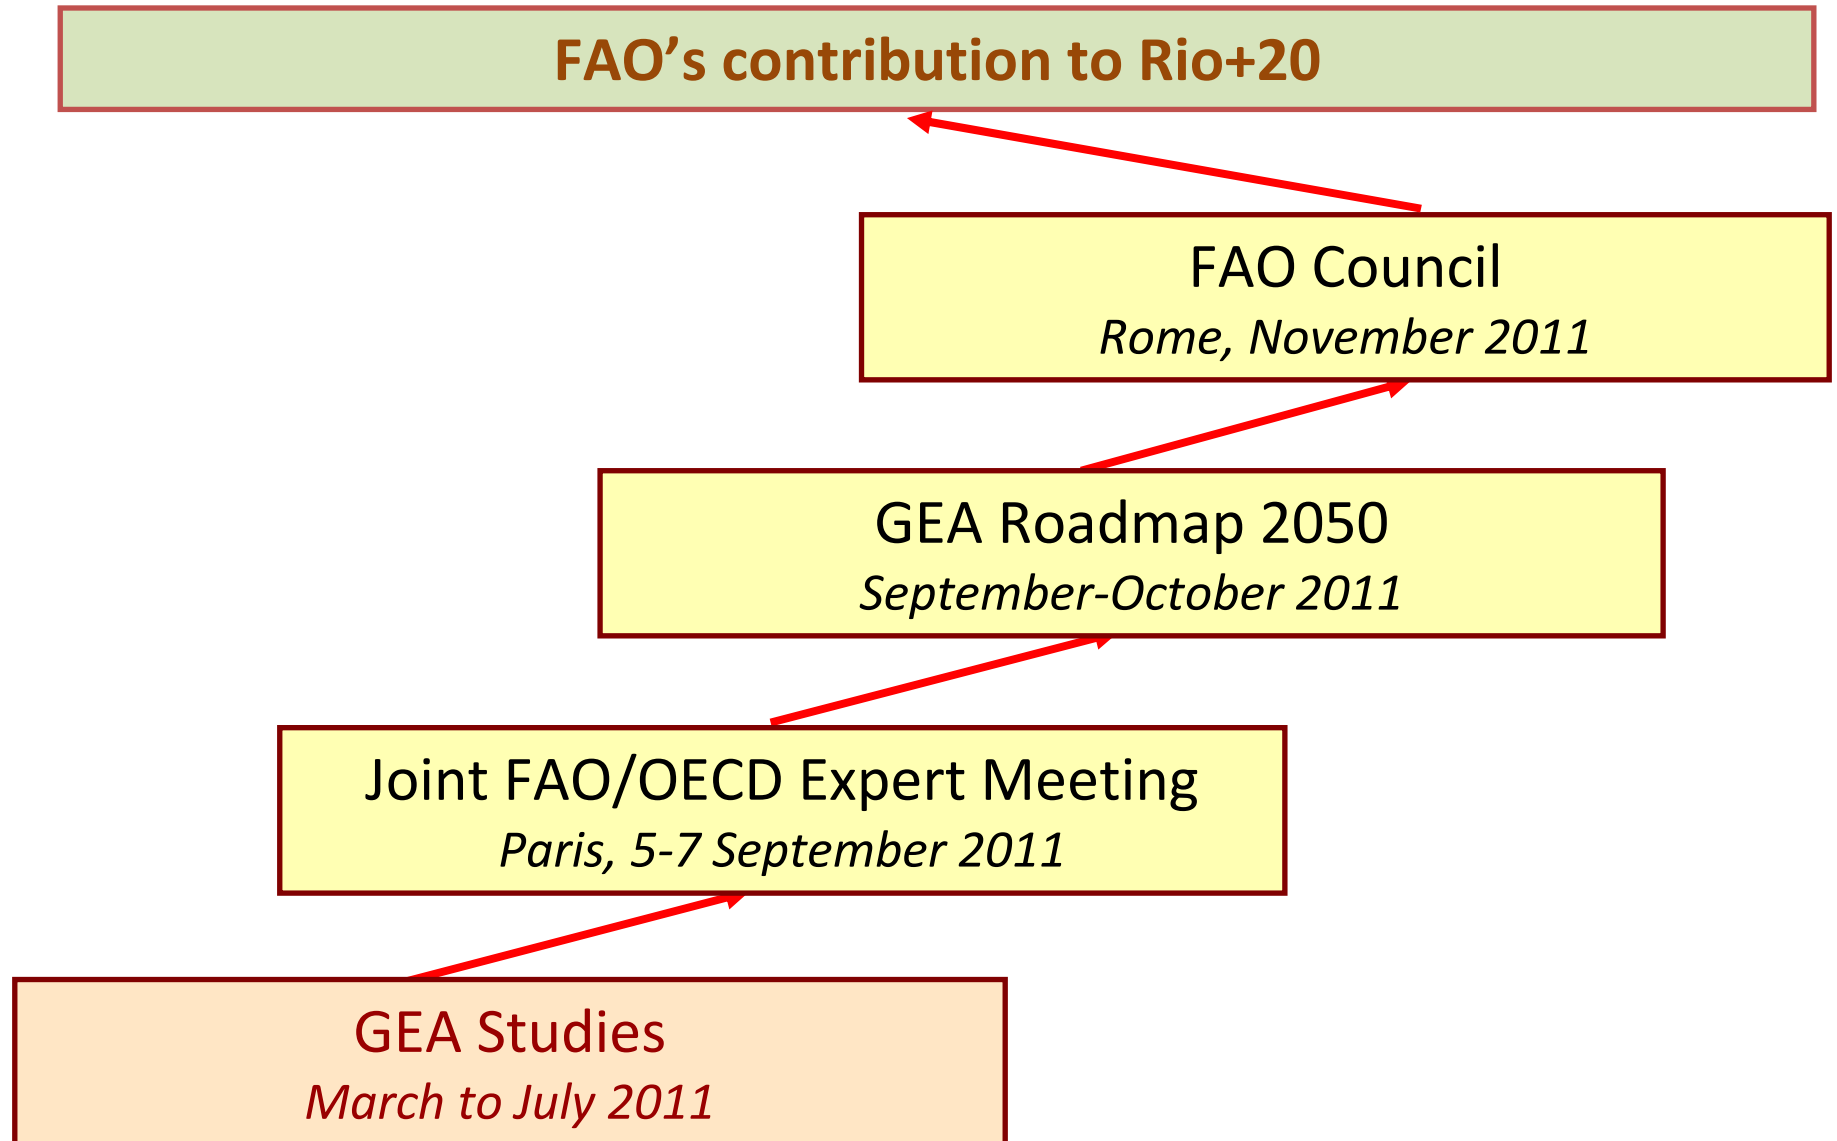 FAO’s contribution to Rio+20
FAO Council
Rome, November 2011
GEA Roadmap 2050
September-October 2011
Joint FAO/OECD Expert Meeting
Paris, 5-7 September 2011
GEA Studies
March to July 2011